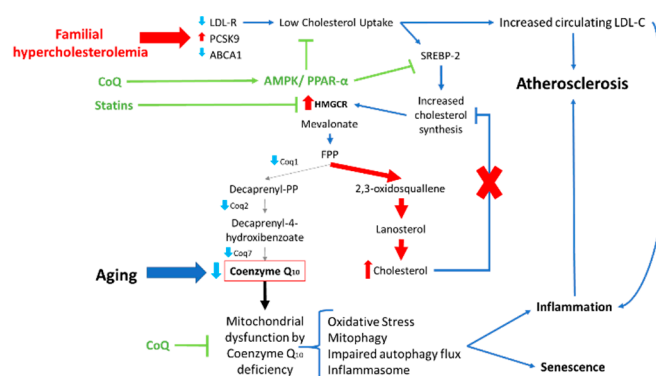 Familial
hypercholesterolemia
LDL-R
PCSK9
ABCA1
Low Cholesterol Uptake
Increased circulating LDL-C
SREBP-2
Atherosclerosis
CoQ
AMPK/ PPAR-α
Statins
HMGCR
Increased
cholesterol
synthesis
Mevalonate
FPP
Coq1
Decaprenyl-PP
2,3-oxidosquallene
Coq2
Decaprenyl-4-
hydroxibenzoate
Lanosterol
Coq7
Aging
Coenzyme Q10
Cholesterol
Inflammation
CoQ
Mitochondrial
dysfunction by
Coenzyme Q10
deficiency
Oxidative Stress
Mitophagy
Impaired autophagy flux
Inflammasome
Senescence